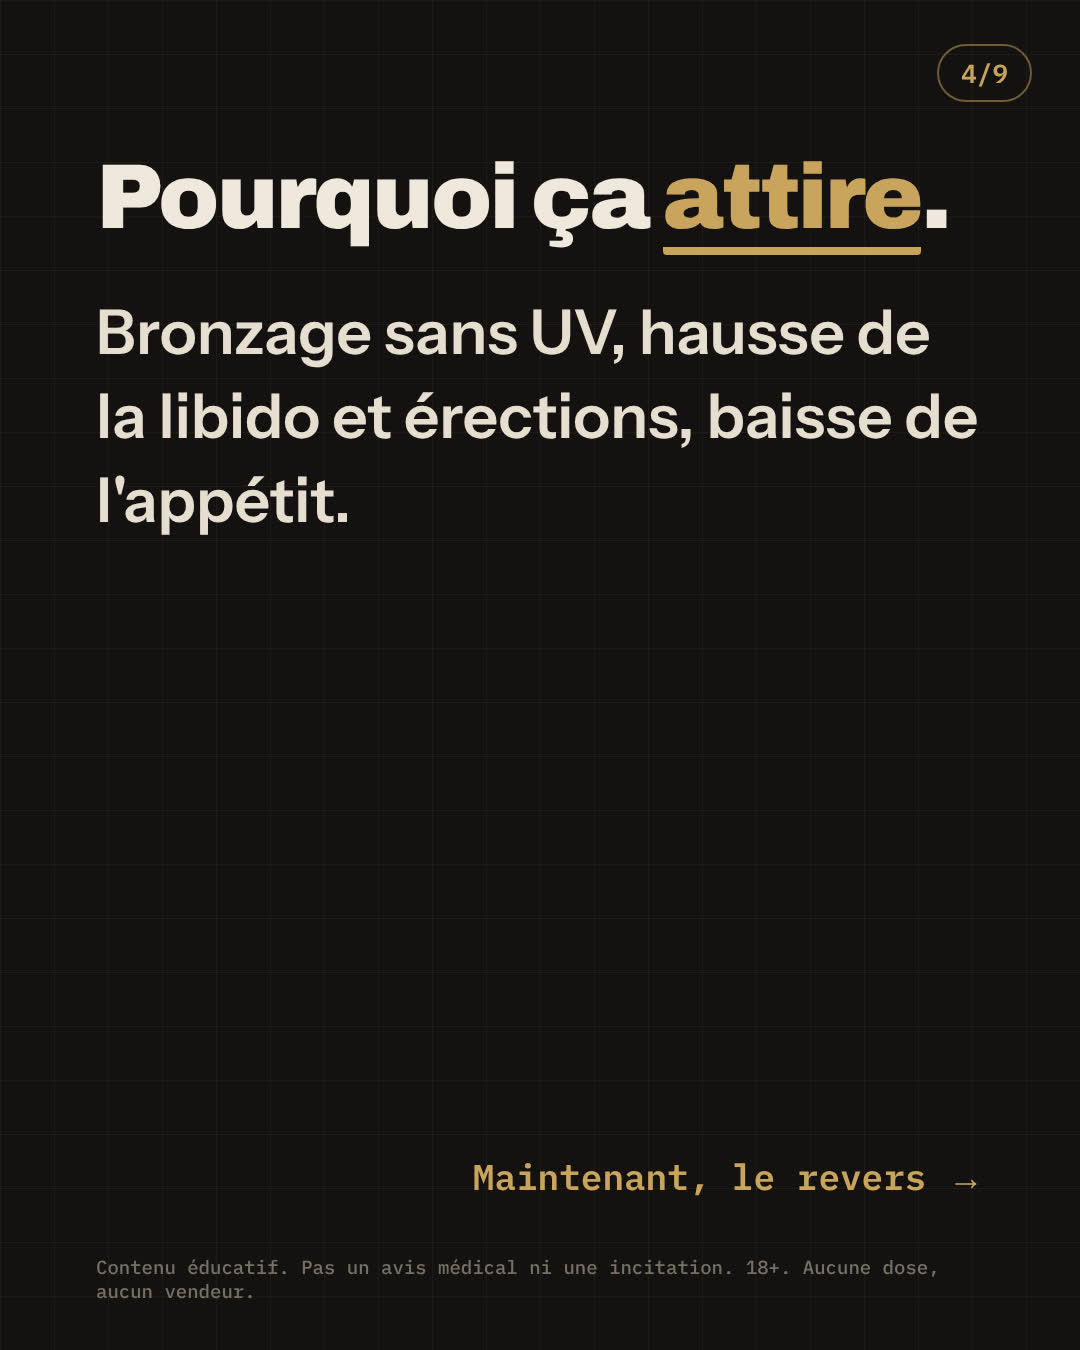 4/9
Pourquoi ça attire.
Bronzage sans UV, hausse de
la libido et érections, baisse de
l'appétit.
Maintenant, le revers →
Contenu éducatif. Pas un avis médical ni une incitation. 18+. Aucune dose,
aucun vendeur.